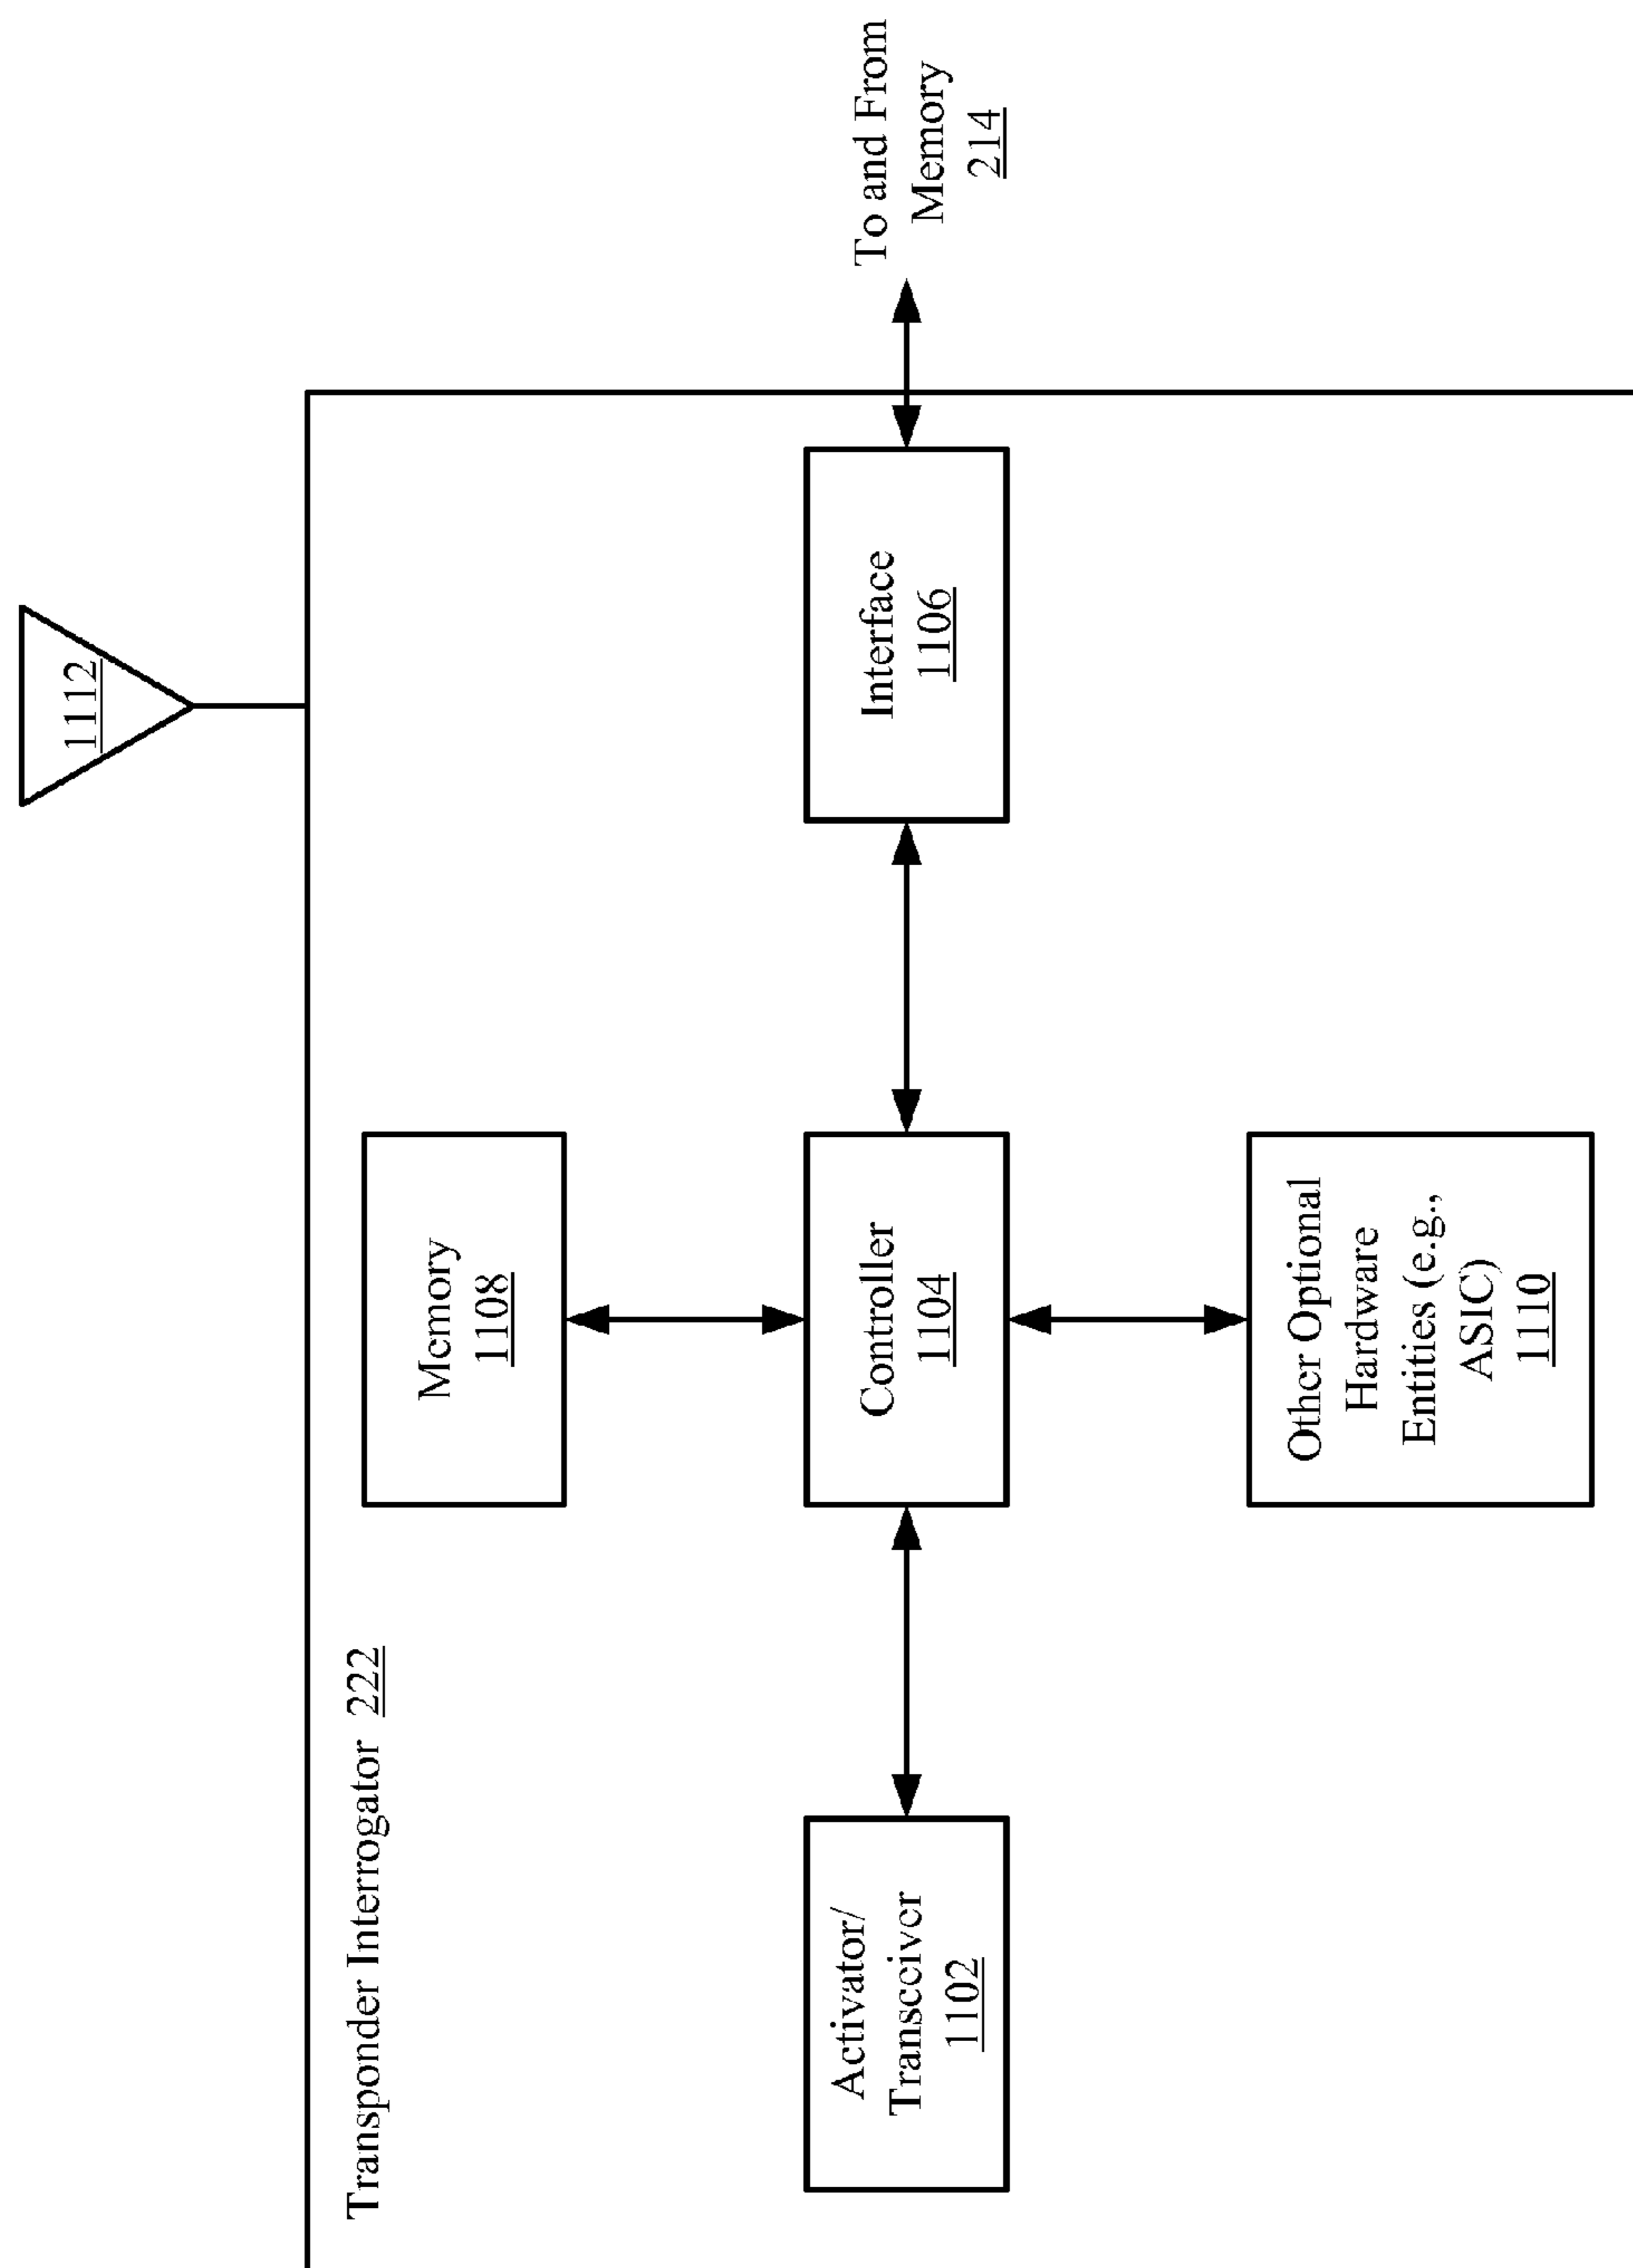 1112
Transponder Interrogator 222
Memory
1108
Activator/
Transceiver
1102
Controller
1104
Interface
1106
To and From
Memory
214
Other Optional
Hardware
Entities (e.g.,
ASIC)
1110